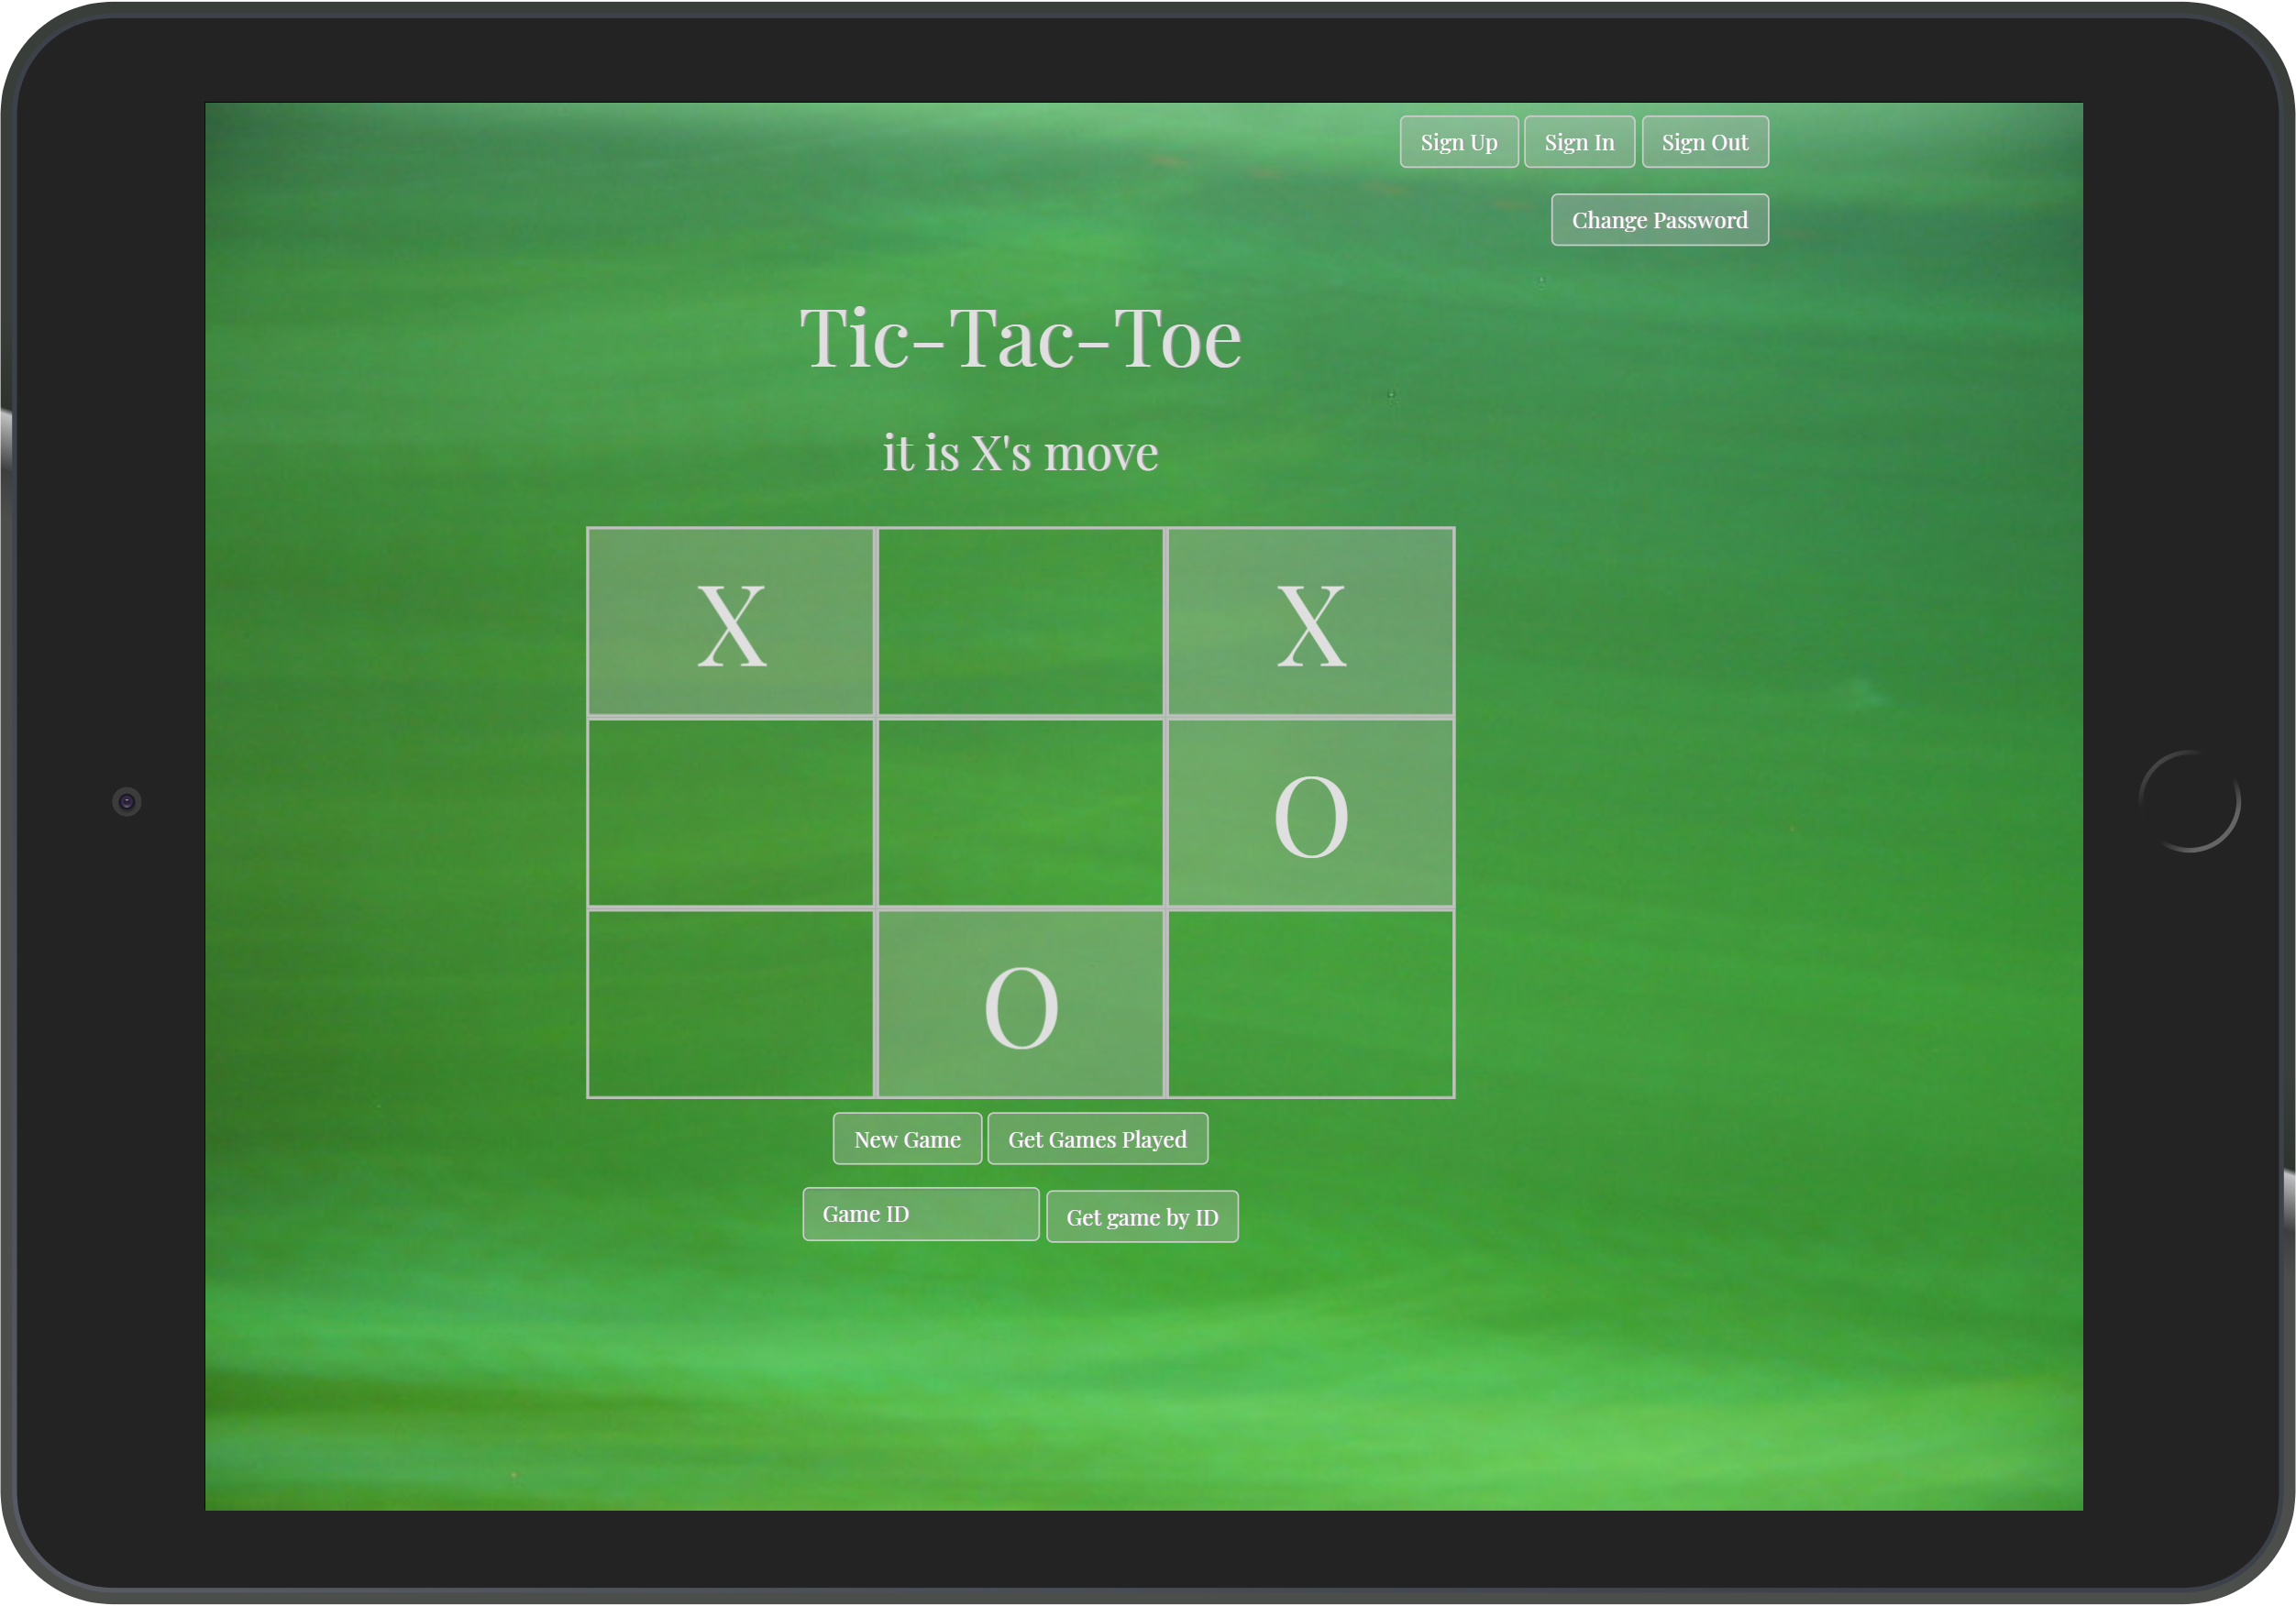 Sign Up Sign In Sign Out
Change Password
Tic-Tac-Toe
it is X's move
X X
O
O
New Game Get Games Played
Game ID Get game by ID